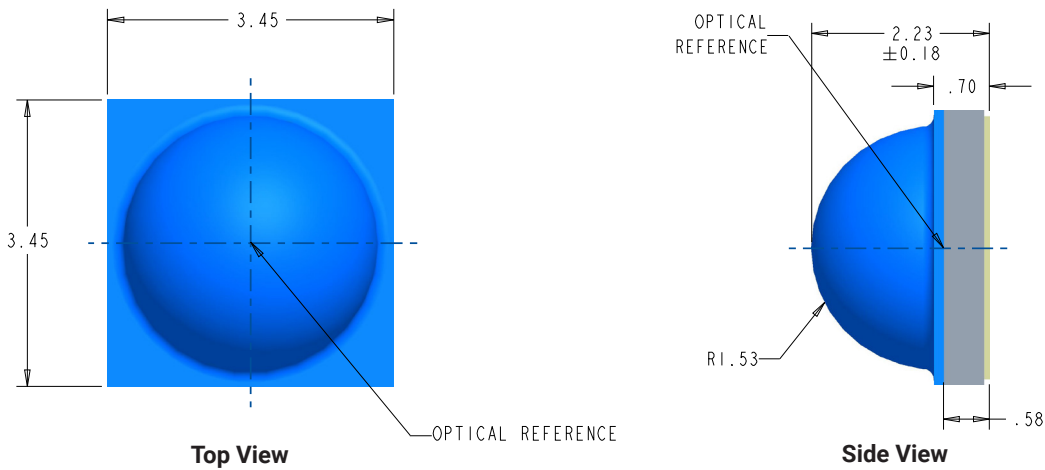 3.45
3.45
OPTICAL REFERENCE
Top View
OPTICAL
REFERENCE
2.23
±0.18
.70
R1.53
.58
Side View